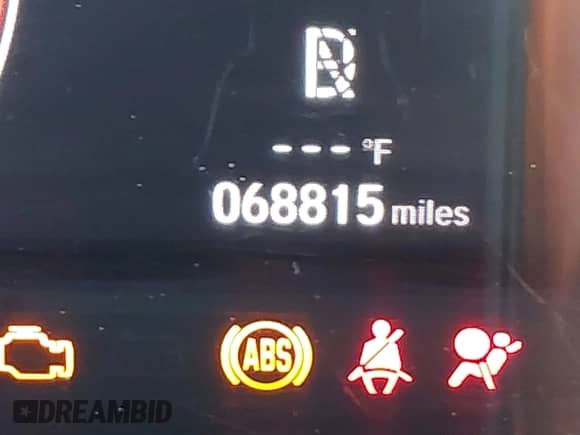 --- °F
068815 miles
ABS
DREAMBID